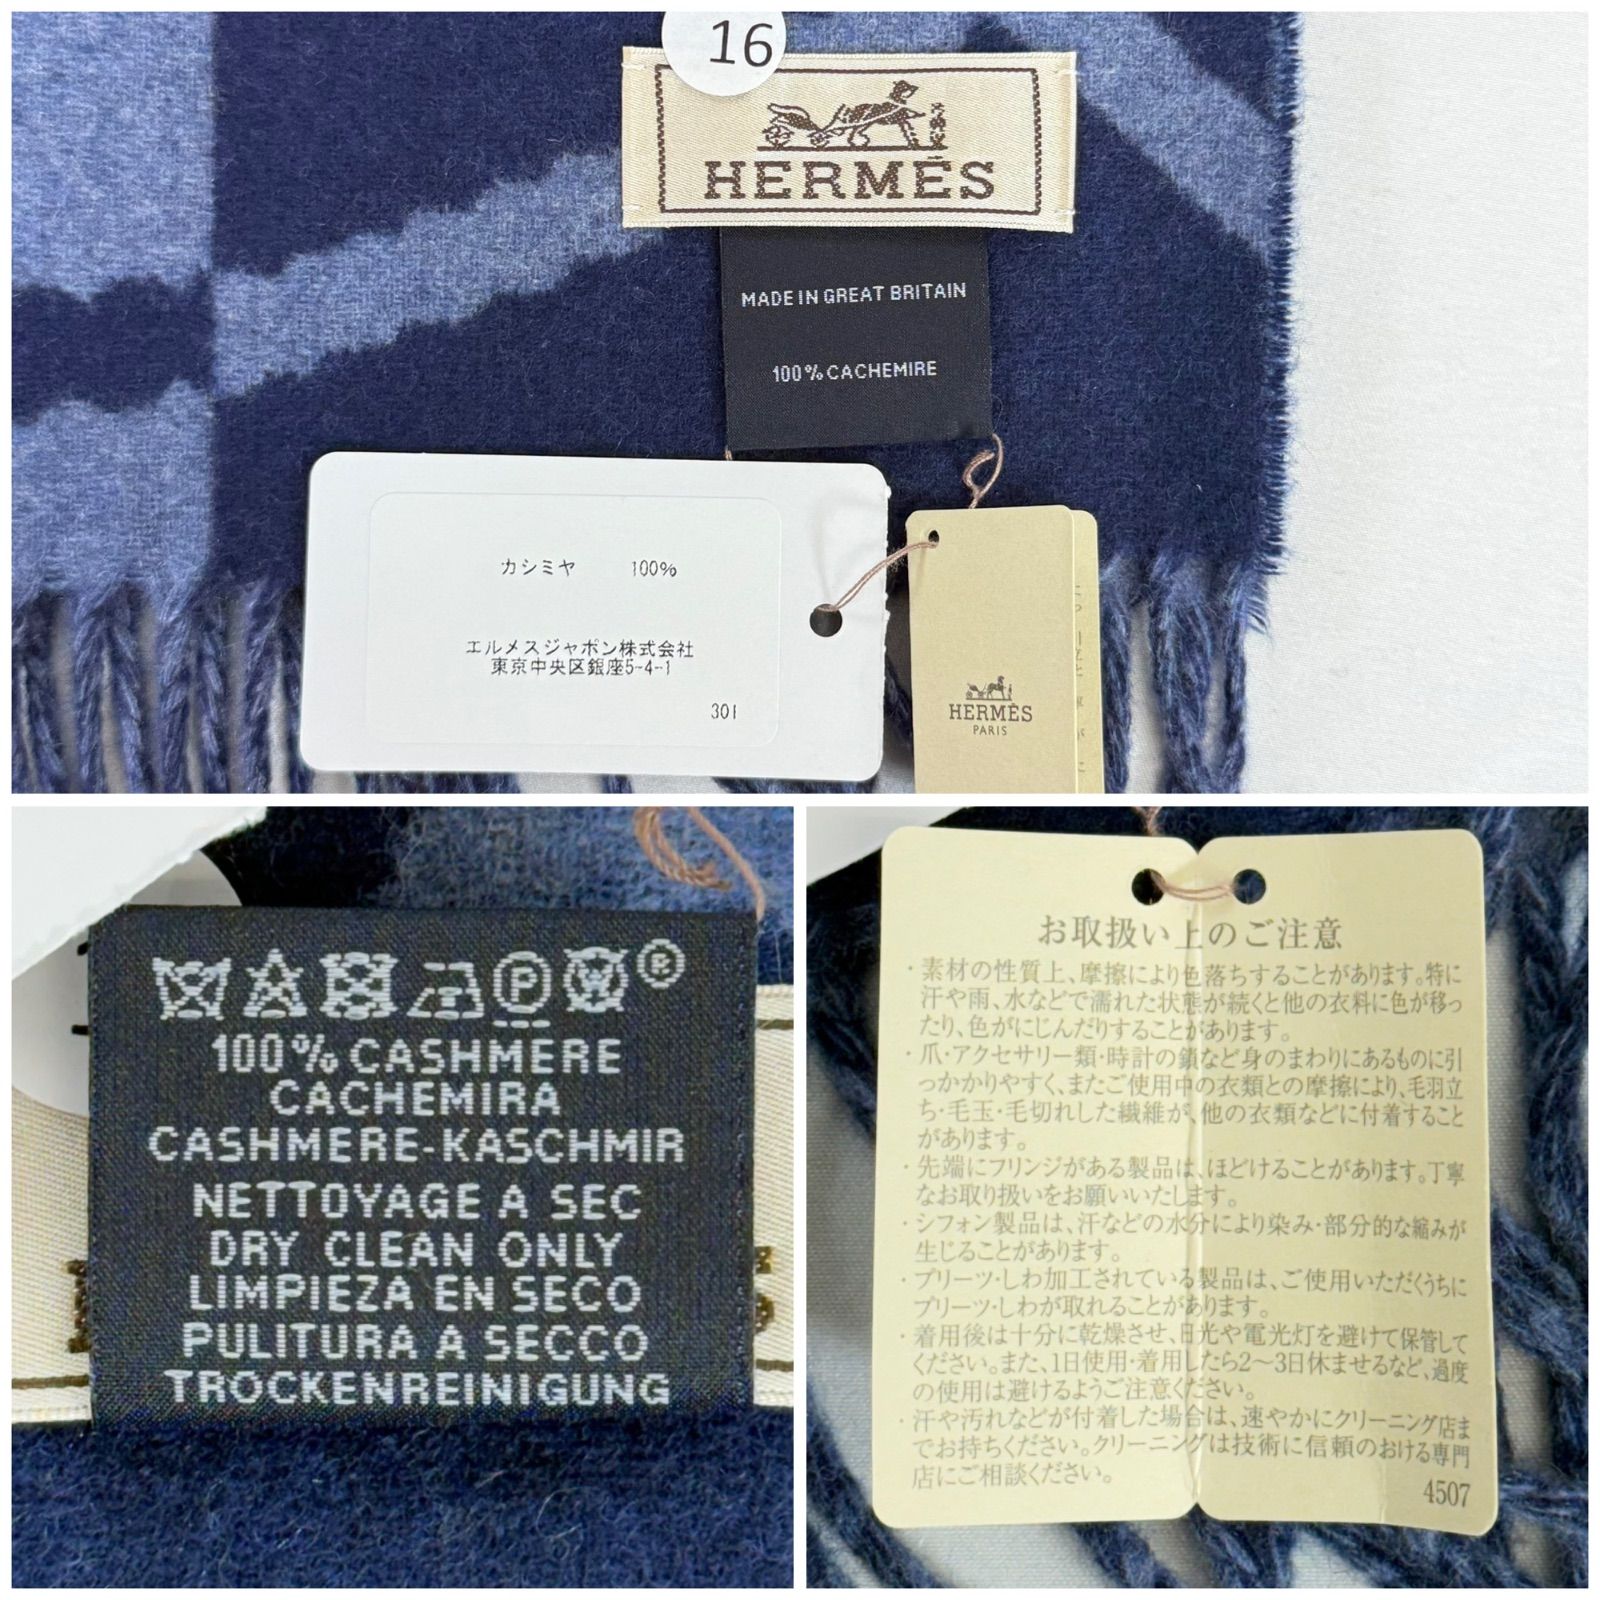 16
HERMÈS
MADE IN GREAT BRITAIN
100% CACHEMIRE
カシミヤ 100%
エルメスジャポン株式会社
東京中央区銀座5-4-1
301
HERMÈS
PARIS
P
®
100% CASHMERE
CACHEMIRA
CASHMERE-KASCHMIR
NETTOYAGE A SEC
DRY CLEAN ONLY
LIMPIEZA EN SECO
PULITURA A SECCO
TROCKENREINIGUNG
お取扱い上のご注意
・素材の性質上、摩擦により色落ちすることがあります。特に
汗や雨、水などで濡れた状態が続くと他の衣料に色が移っ
たり、色がにじんだりすることがあります。
・爪・アクセサリー類・時計の鎖など身のまわりにあるものに引
っかかりやすく、またご使用中の衣類との摩擦により、毛羽立
ち・毛玉・毛切れした繊維が、他の衣類などに付着すること
があります。
・先端にフリンジがある製品は、ほどけることがあります。丁寧
なお取り扱いをお願いいたします。
・シフォン製品は、汗などの水分により染み・部分的な縮みが
生じることがあります。
・プリーツ・しわ加工されている製品は、ご使用いただくうちに
プリーツ・しわが取れることがあります。
・着用後は十分に乾燥させ、日光や電光灯を避けて保管して
ください。また、1日使用・着用したら2〜3日休ませるなど、過度
の使用は避けるようご注意ください。
・汗や汚れなどが付着した場合は、速やかにクリーニング店ま
でお持ちください。クリーニングは技術に信頼のおける専門
店にご相談ください。
4507